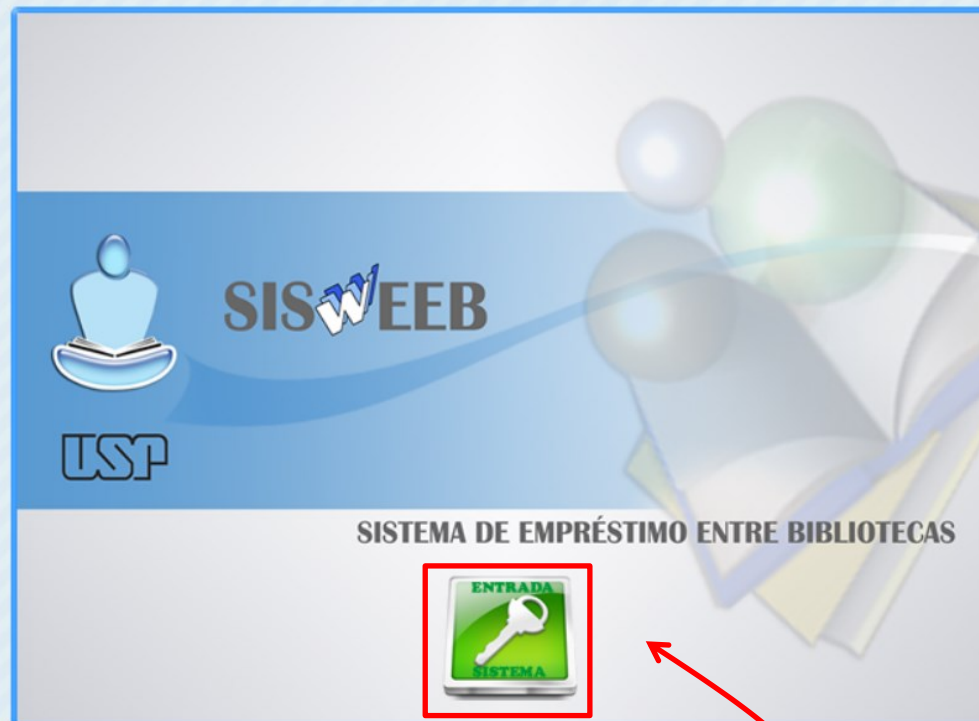 SISWEEB
USP
SISTEMA DE EMPRÉSTIMO ENTRE BIBLIOTECAS
ENTRADA
SISTEMA